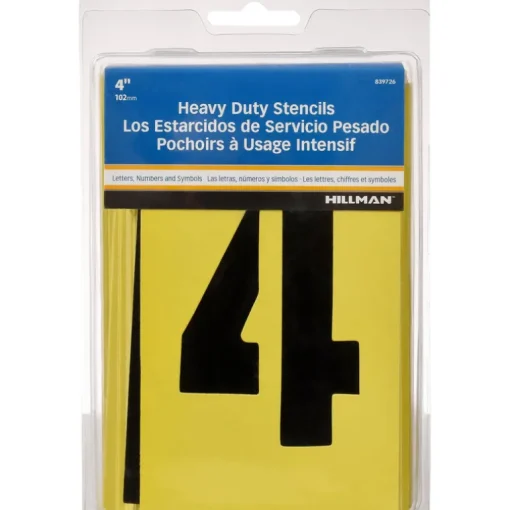 4"
102mm
839726
Heavy Duty Stencils
Los Estarcidos de Servicio Pesado
Pochoirs à Usage Intensif
Letters, Numbers and Symbols · Las letras, números y símbolos · Les lettres, chiffres et symboles
HILLMAN
4